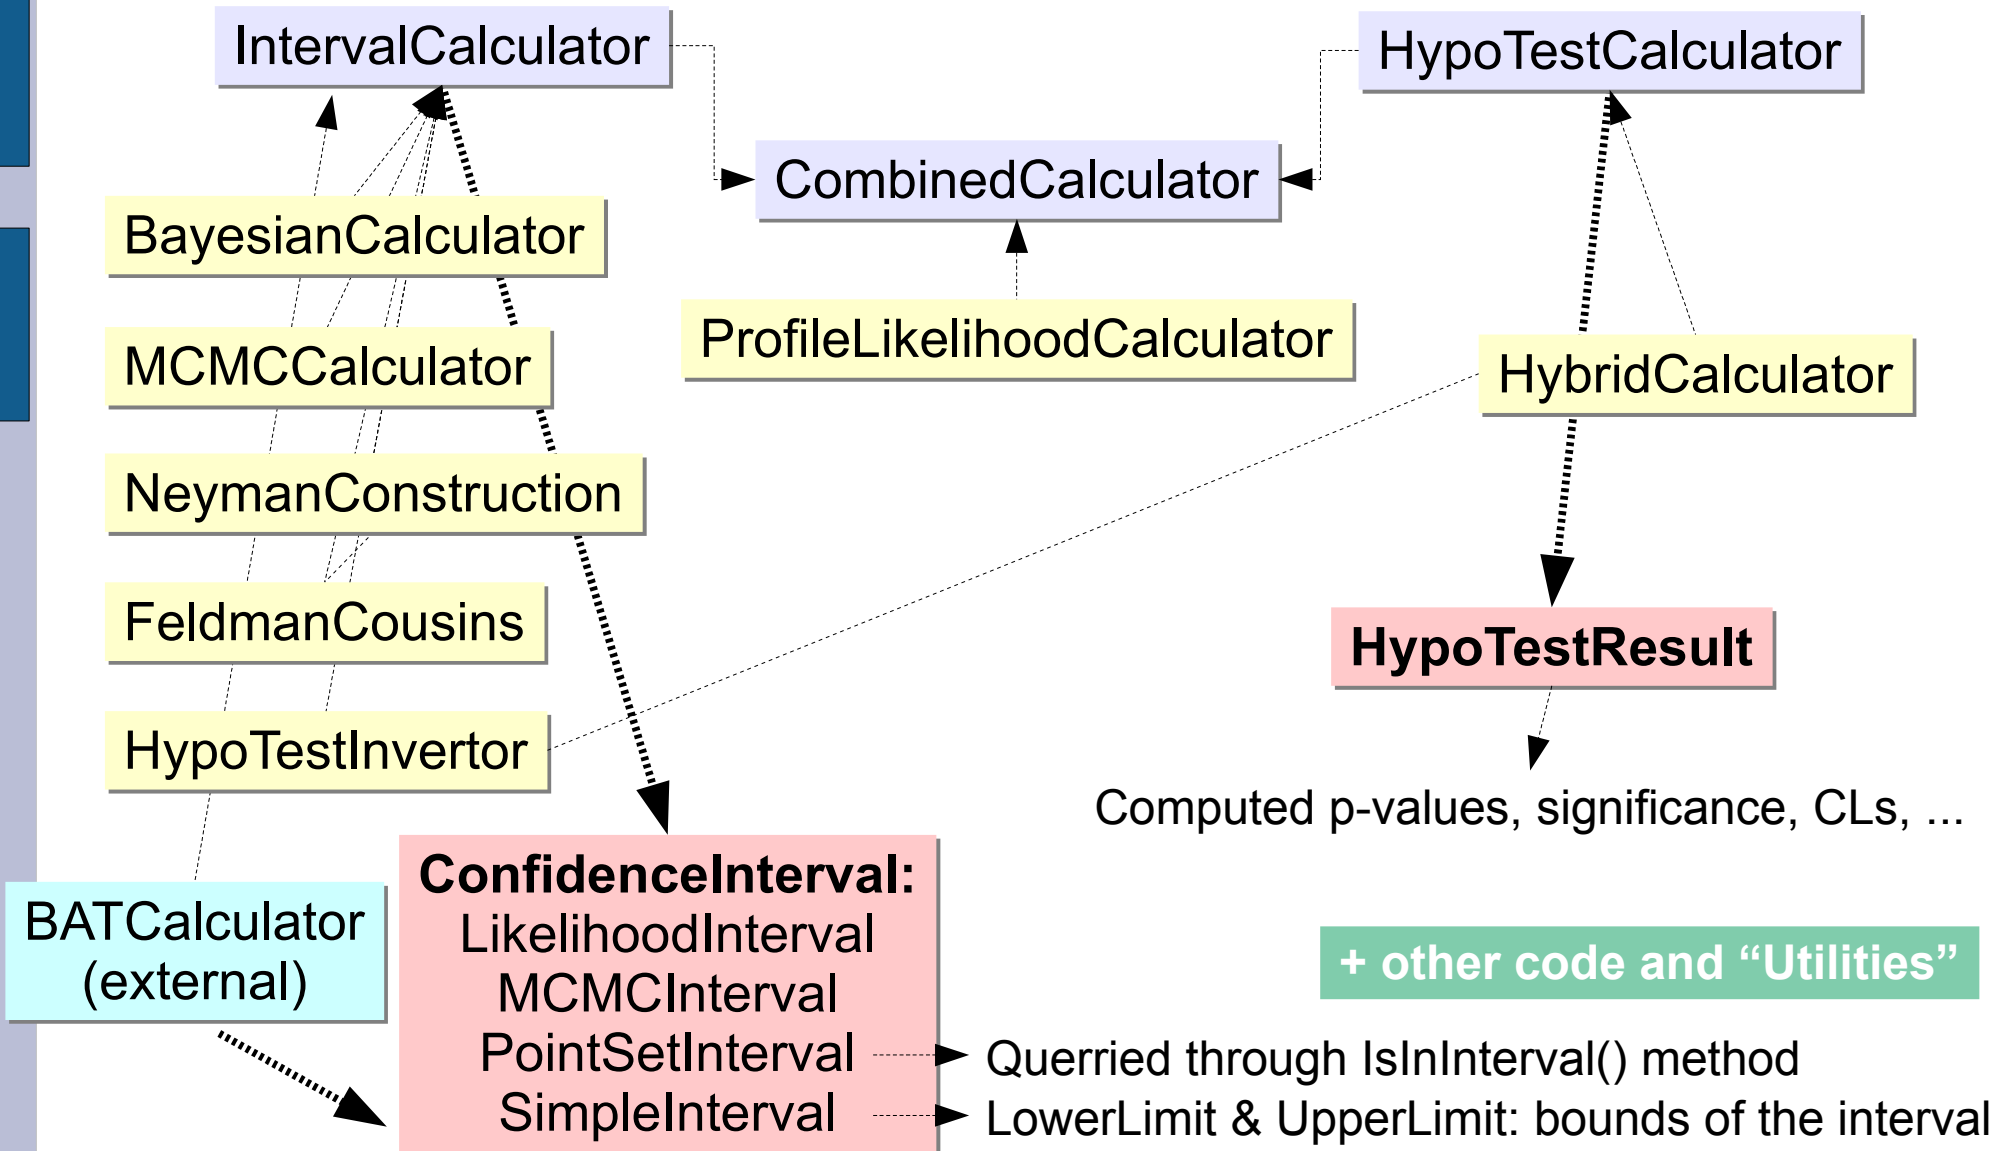 IntervalCalculator
HypoTestCalculator
CombinedCalculator
BayesianCalculator
ProfileLikelihoodCalculator
MCMCCalculator
HybridCalculator
NeymanConstruction
FeldmanCousins
HypoTestResult
HypoTestInvertor
Computed p-values, significance, CLs, ...
ConfidenceInterval:
LikelihoodInterval
MCMCInterval
PointSetInterval
SimpleInterval
BATCalculator
(external)
+ other code and “Utilities”
Querried through IsInInterval() method
LowerLimit & UpperLimit: bounds of the interval